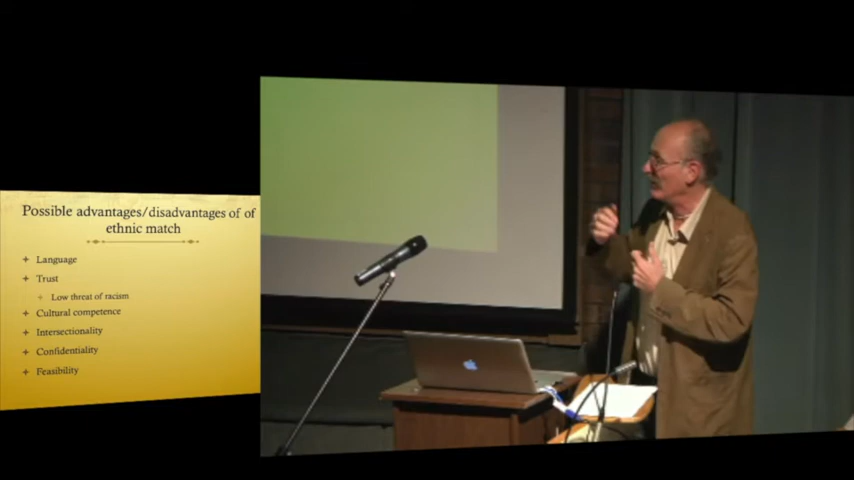 Possible advantages/disadvantages of of
ethnic match
Language
Trust
Low threat of racism
Cultural competence
Intersectionality
Confidentiality
Feasibility